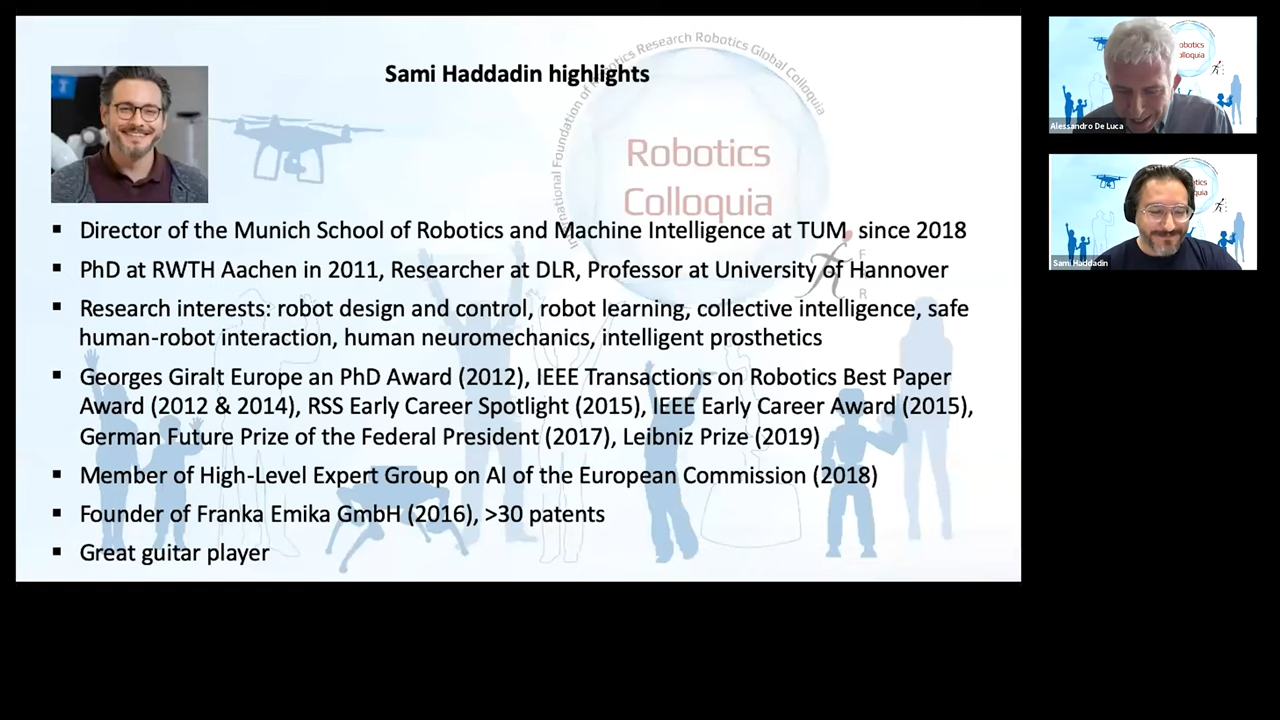 Sami Haddadin highlights
International Foundation of Robotics Research Robotics Global Colloquia
Robotics
Colloquia
▪ Director of the Munich School of Robotics and Machine Intelligence at TUM since 2018
▪ PhD at RWTH Aachen in 2011, Researcher at DLR, Professor at University of Hannover
▪ Research interests: robot design and control, robot learning, collective intelligence, safe
human-robot interaction, human neuromechanics, intelligent prosthetics
▪ Georges Giralt Europe an PhD Award (2012), IEEE Transactions on Robotics Best Paper
Award (2012 & 2014), RSS Early Career Spotlight (2015), IEEE Early Career Award (2015),
German Future Prize of the Federal President (2017), Leibniz Prize (2019)
▪ Member of High-Level Expert Group on AI of the European Commission (2018)
▪ Founder of Franka Emika GmbH (2016), >30 patents
▪ Great guitar player
F
R
Alessandro De Luca
Sami Haddadin